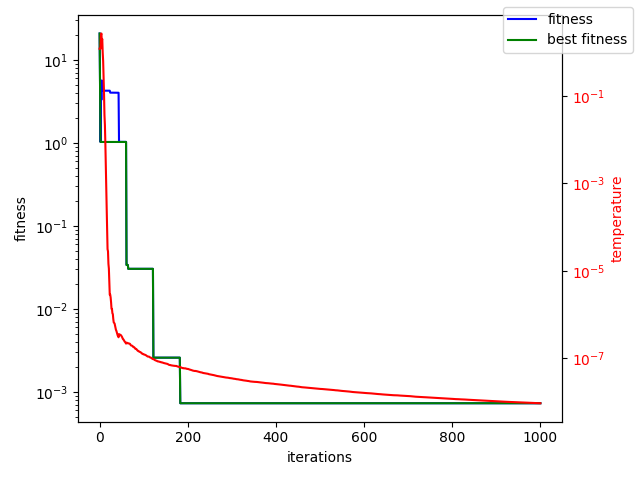 fitness
best fitness
10¹
10⁰
10⁻¹
10⁻²
10⁻³
fitness
10⁻¹
10⁻³
10⁻⁵
10⁻⁷
temperature
0 200 400 600 800 1000
iterations